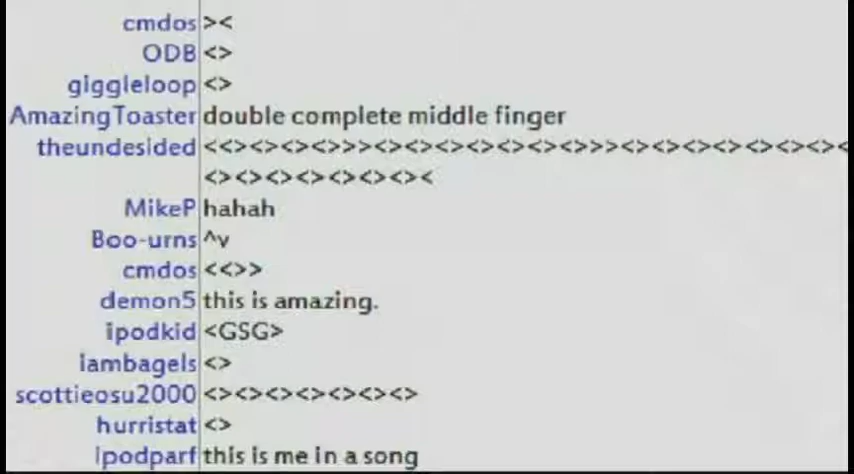 cmdos ><
ODB <>
giggleloop <>
AmazingToaster double complete middle finger
theundesided <<><><><>>><><><><><><><>>><><><><><><><><
<><><><><><><><
MikeP hahah
Boo-urns ^v
cmdos <<>>
demon5 this is amazing.
ipodkid <GSG>
iambagels <>
scottieosu2000 <><><><><><><>
hurristat <>
ipodparf this is me in a song